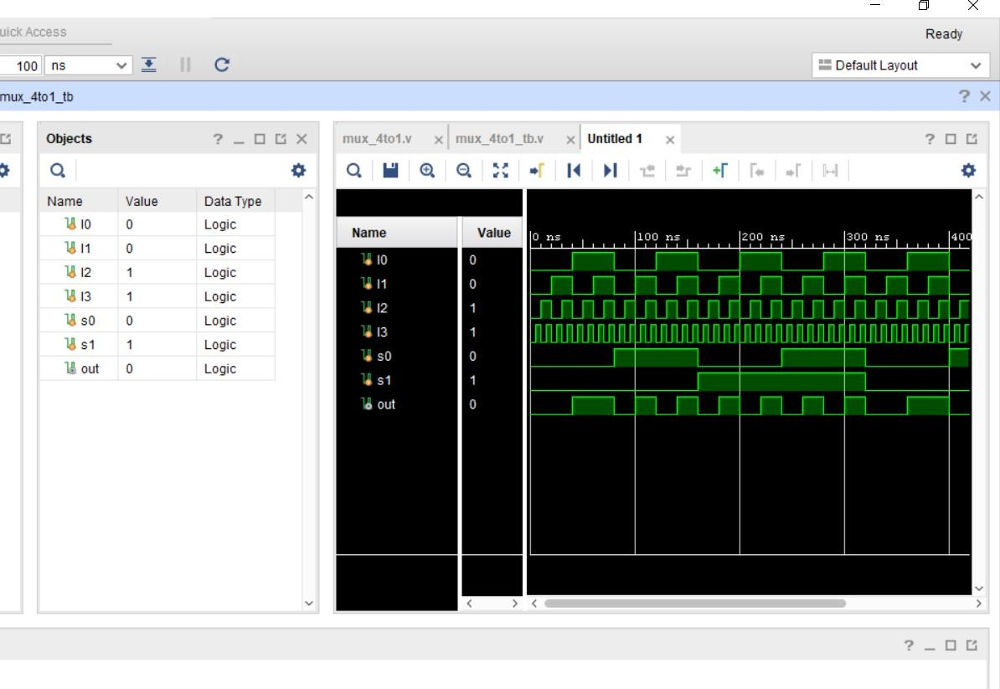 uick Access
Ready
100 ns
Default Layout
mux_4to1_tb
Objects
mux_4to1.v mux_4to1_tb.v Untitled 1
Name Value Data Type
I0 0 Logic
I1 0 Logic
I2 1 Logic
I3 1 Logic
s0 0 Logic
s1 1 Logic
out 0 Logic
Name Value
0 ns 100 ns 200 ns 300 ns 400
I0 0
I1 0
I2 1
I3 1
s0 0
s1 1
out 0